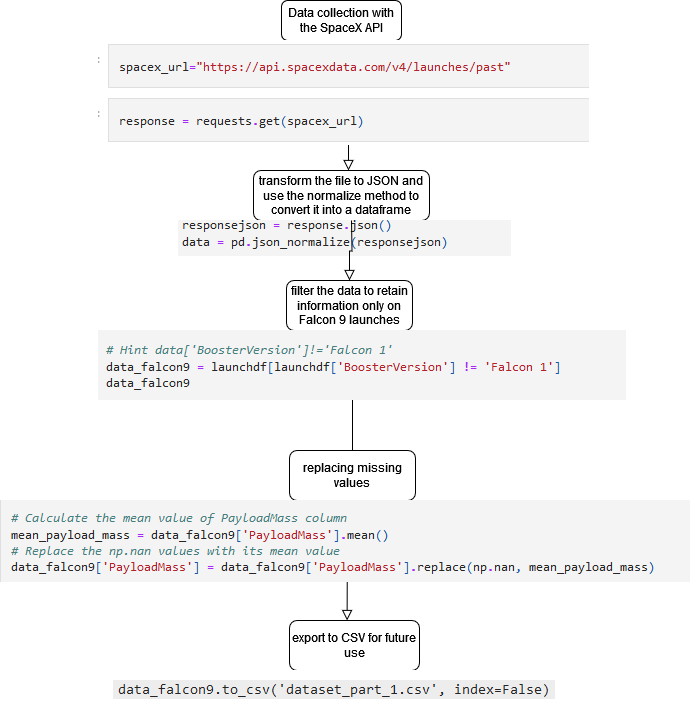 Data collection with
the SpaceX API
:
spacex_url="https://api.spacexdata.com/v4/launches/past"
:
response = requests.get(spacex_url)
transform the file to JSON and
use the normalize method to
convert it into a dataframe
responsejson = response.json()
data = pd.json_normalize(responsejson)
filter the data to retain
information only on
Falcon 9 launches
# Hint data['BoosterVersion']!='Falcon 1'
data_falcon9 = launchdf[launchdf['BoosterVersion'] != 'Falcon 1']
data_falcon9
replacing missing
values
# Calculate the mean value of PayloadMass column
mean_payload_mass = data_falcon9['PayloadMass'].mean()
# Replace the np.nan values with its mean value
data_falcon9['PayloadMass'] = data_falcon9['PayloadMass'].replace(np.nan, mean_payload_mass)
export to CSV for future
use
data_falcon9.to_csv('dataset_part_1.csv', index=False)